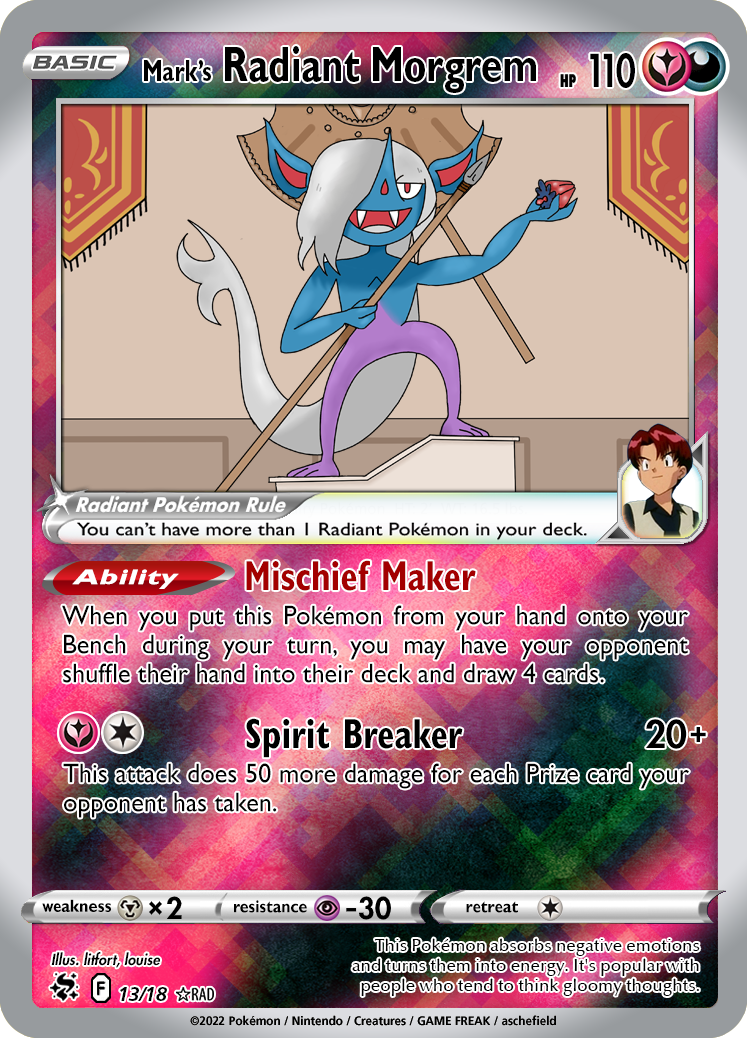 BASIC Mark's Radiant Morgrem HP 110
Radiant Pokémon Rule
You can't have more than 1 Radiant Pokémon in your deck.
Ability Mischief Maker
When you put this Pokémon from your hand onto your
Bench during your turn, you may have your opponent
shuffle their hand into their deck and draw 4 cards.
Spirit Breaker 20+
This attack does 50 more damage for each Prize card your
opponent has taken.
weakness ×2 resistance -30 retreat
Illus. litfort, louise
F 13/18 ☆RAD
This Pokémon absorbs negative emotions
and turns them into energy. It's popular with
people who tend to think gloomy thoughts.
©2022 Pokémon / Nintendo / Creatures / GAME FREAK / aschefield